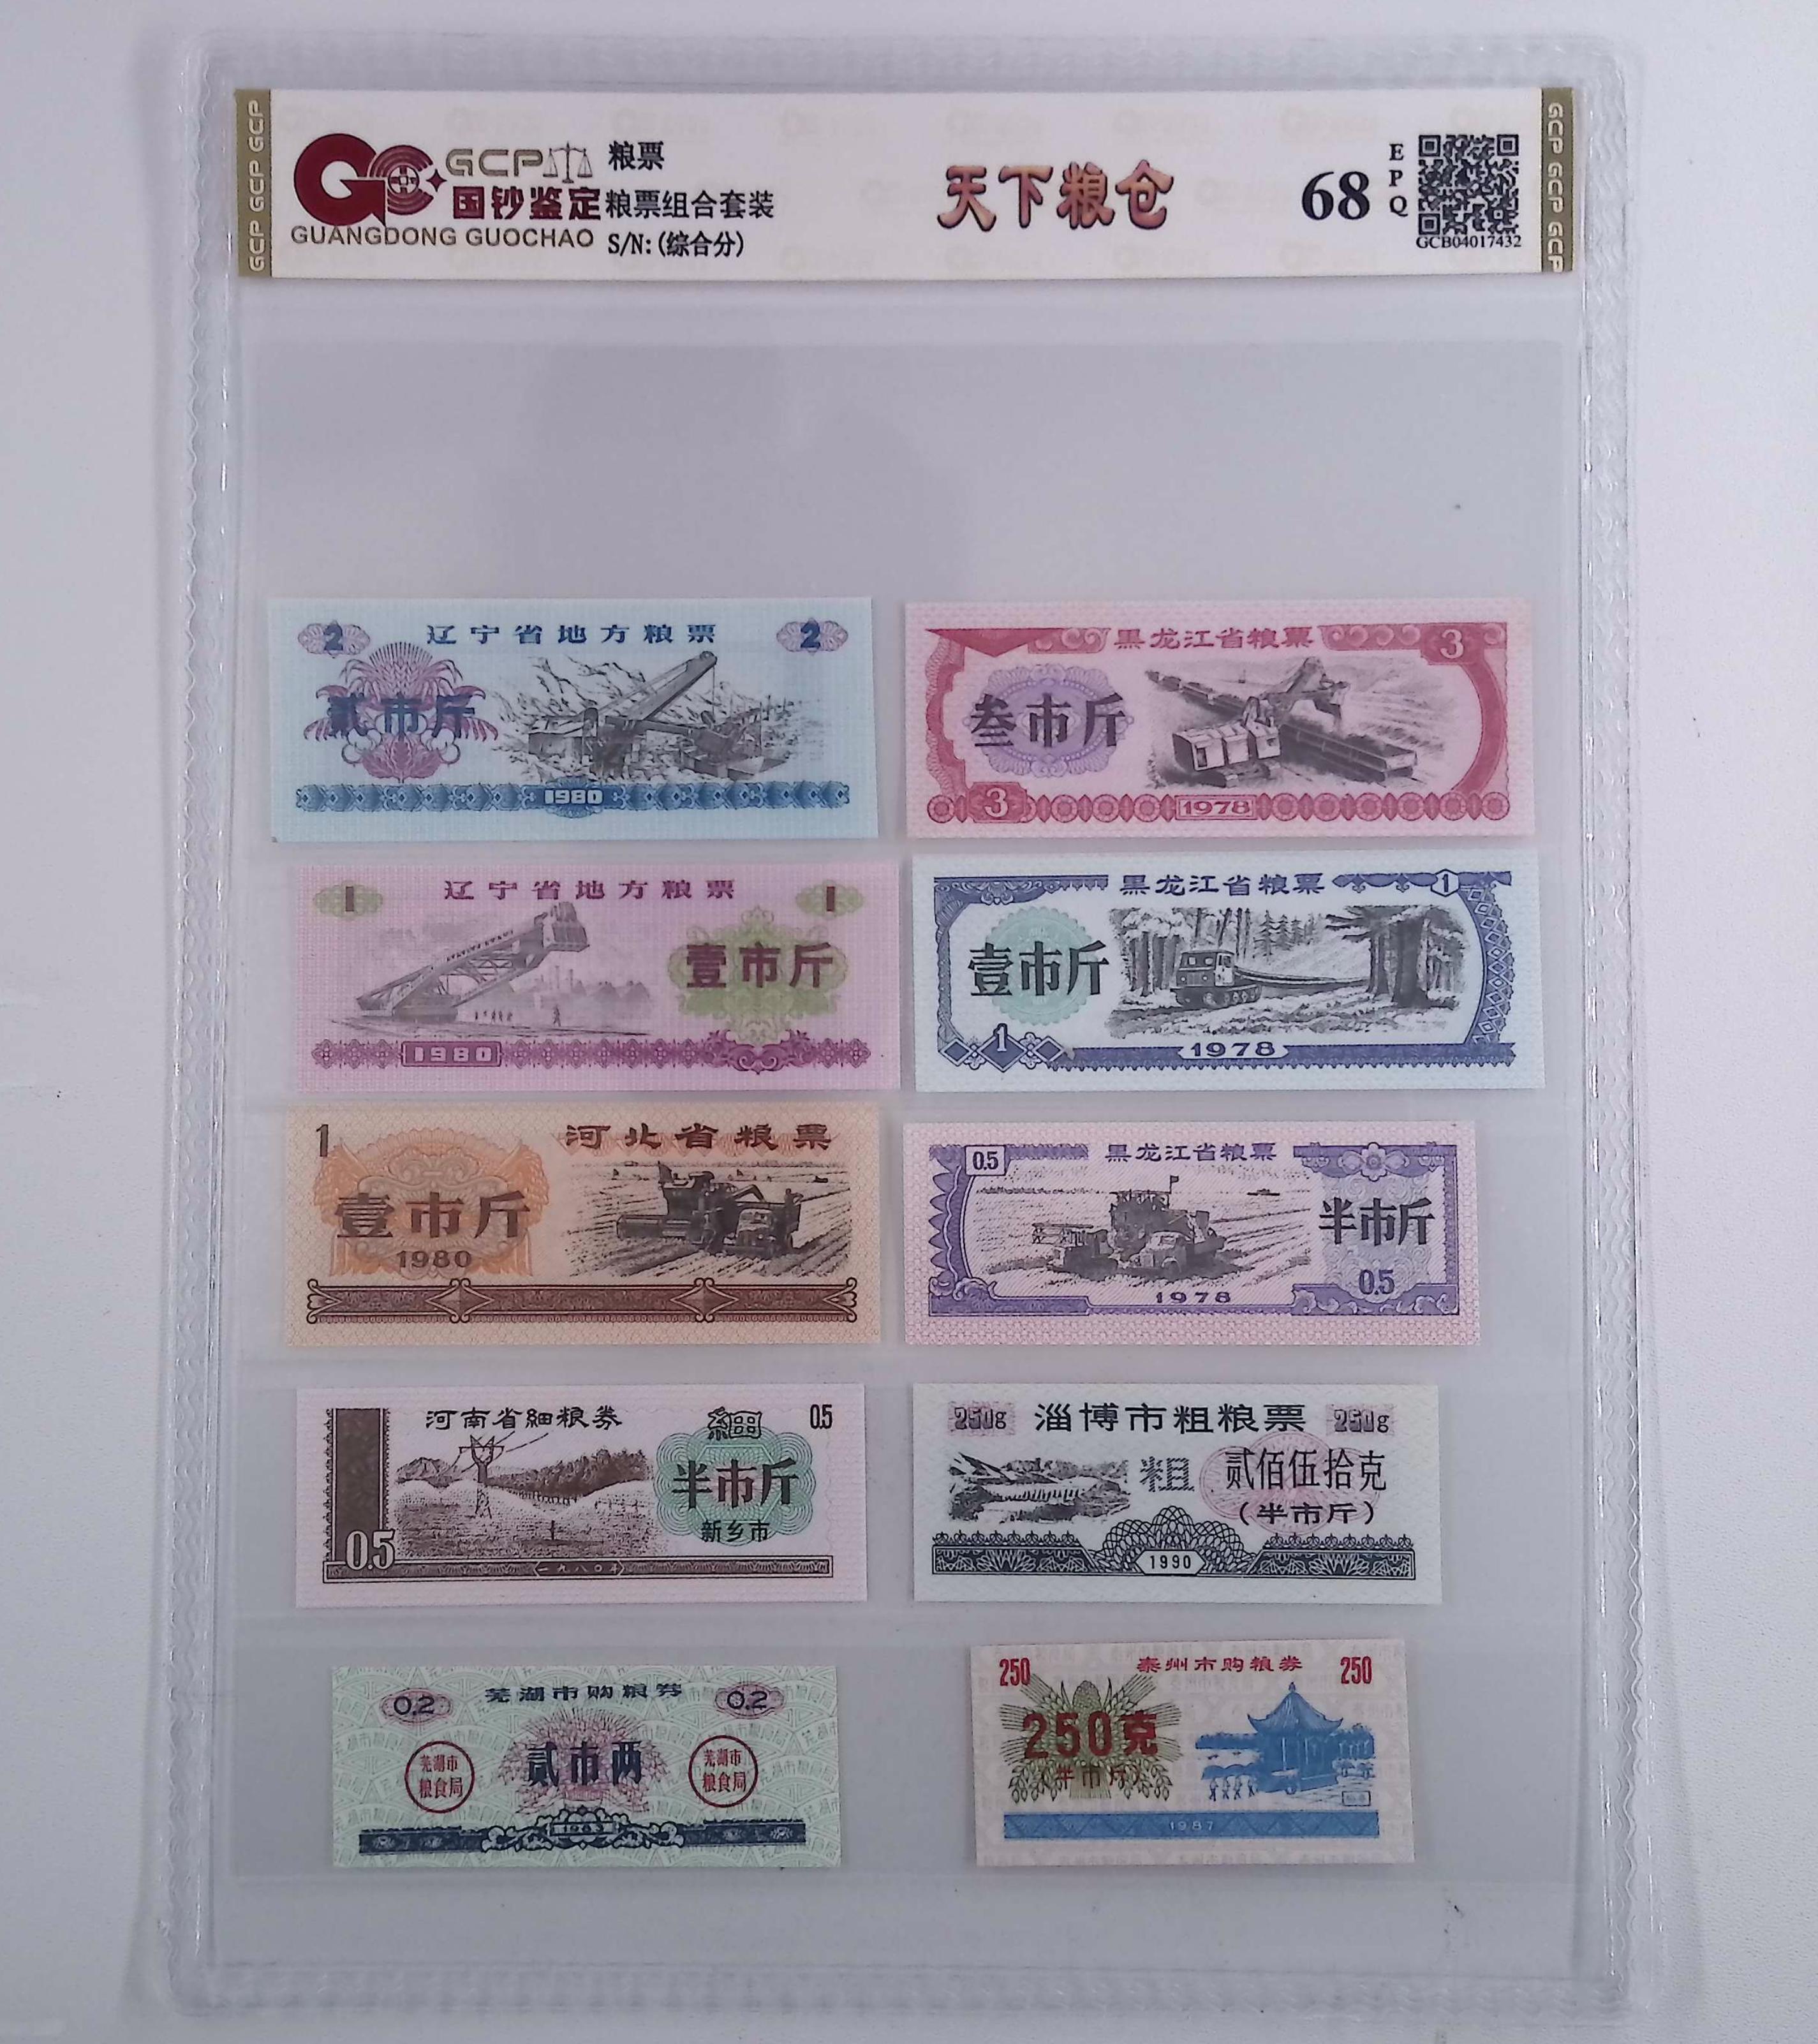 GCP GCP GCP
GCP
国钞鉴定
GUANGDONG GUOCHAO
粮票
粮票组合套装
S/N: (综合分)
天下粮仓
68
EPQ
GCB04017432
GCP GCP GCP
2 辽宁省地方粮票 2
贰市斤
1980
黑龙江省粮票 3
叁市斤
3 1978
1 辽宁省地方粮票 1
壹市斤
1980
黑龙江省粮票 1
壹市斤
1 1978
1 河北省粮票
壹市斤
1980
0.5 黑龙江省粮票
半市斤
1978 0.5
河南省細粮券 細 0.5
半市斤
新乡市
0.5 一九八〇年
250g 淄博市粗粮票 250g
粗 贰佰伍拾克
(半市斤)
1990
0.2 芜湖市购粮券 0.2
芜湖市粮食局 贰市两 芜湖市粮食局
1983
250 泰州市购粮券 250
250克
(半市斤)
1987